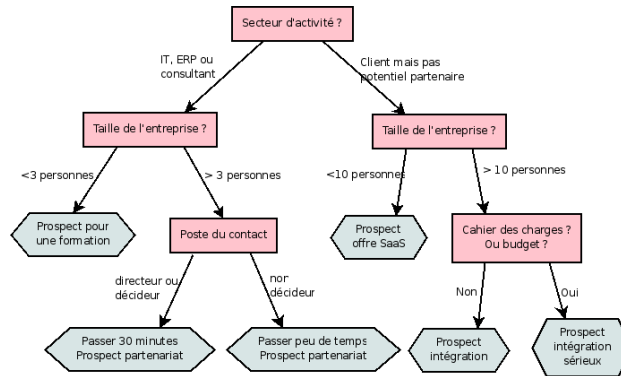 Secteur d'activité ?
IT, ERP ou
consultant
Client mais pas
potentiel partenaire
Taille de l'entreprise ?
Taille de l'entreprise ?
<3 personnes
> 3 personnes
<10 personnes
> 10 personnes
Prospect pour
une formation
Poste du contact
Prospect
offre SaaS
Cahier des charges ?
Ou budget ?
directeur ou
décideur
non
décideur
Non
Oui
Passer 30 minutes
Prospect partenariat
Passer peu de temps
Prospect partenariat
Prospect
intégration
Prospect
intégration
sérieux